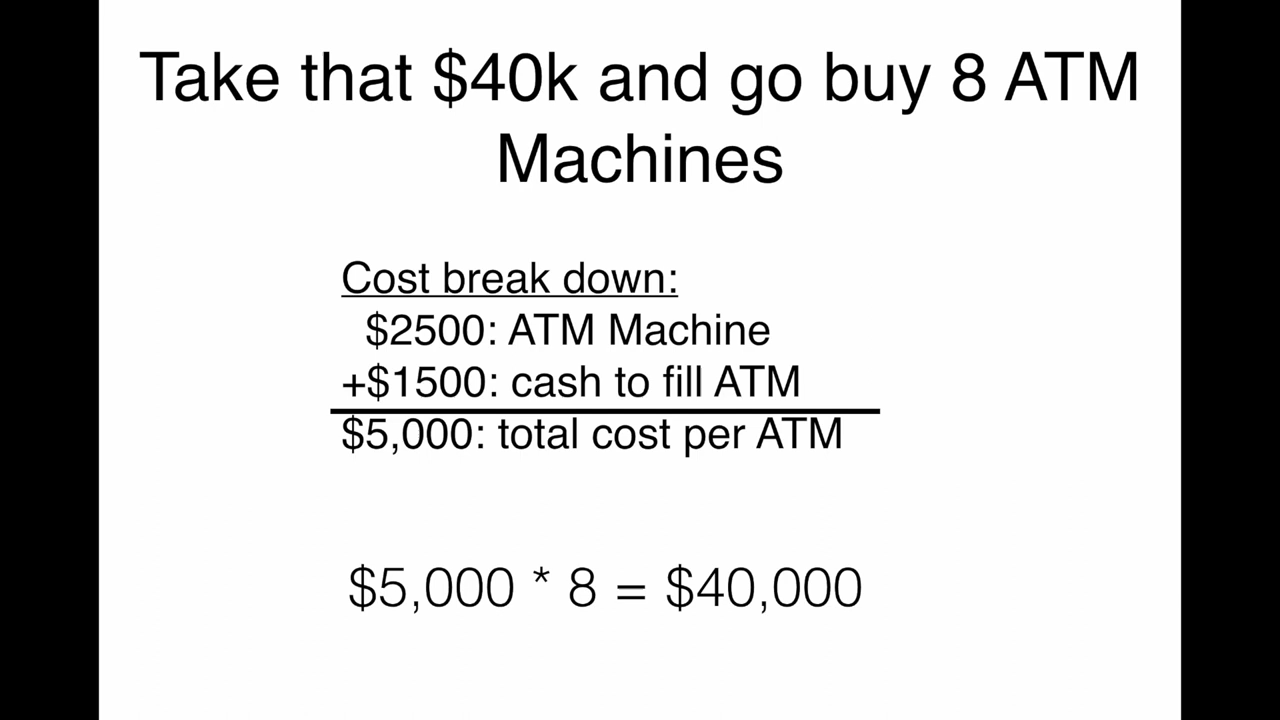 Take that $40k and go buy 8 ATM
Machines
Cost break down:
$2500: ATM Machine
+$1500: cash to fill ATM
$5,000: total cost per ATM
$5,000 * 8 = $40,000